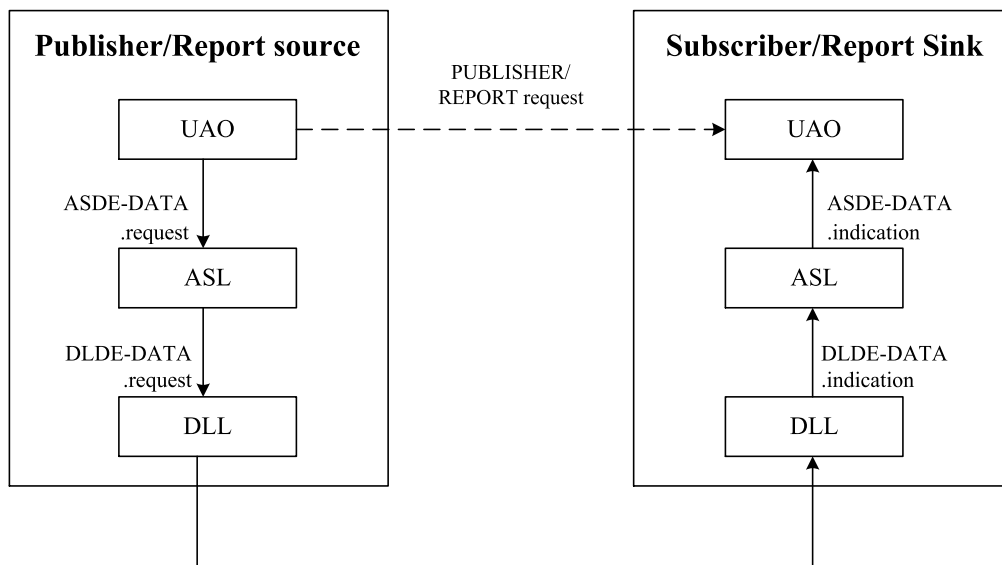 Publisher/Report source
Subscriber/Report Sink
PUBLISHER/
REPORT request
UAO
UAO
ASDE-DATA
.request
ASDE-DATA
.indication
ASL
ASL
DLDE-DATA
.request
DLDE-DATA
.indication
DLL
DLL